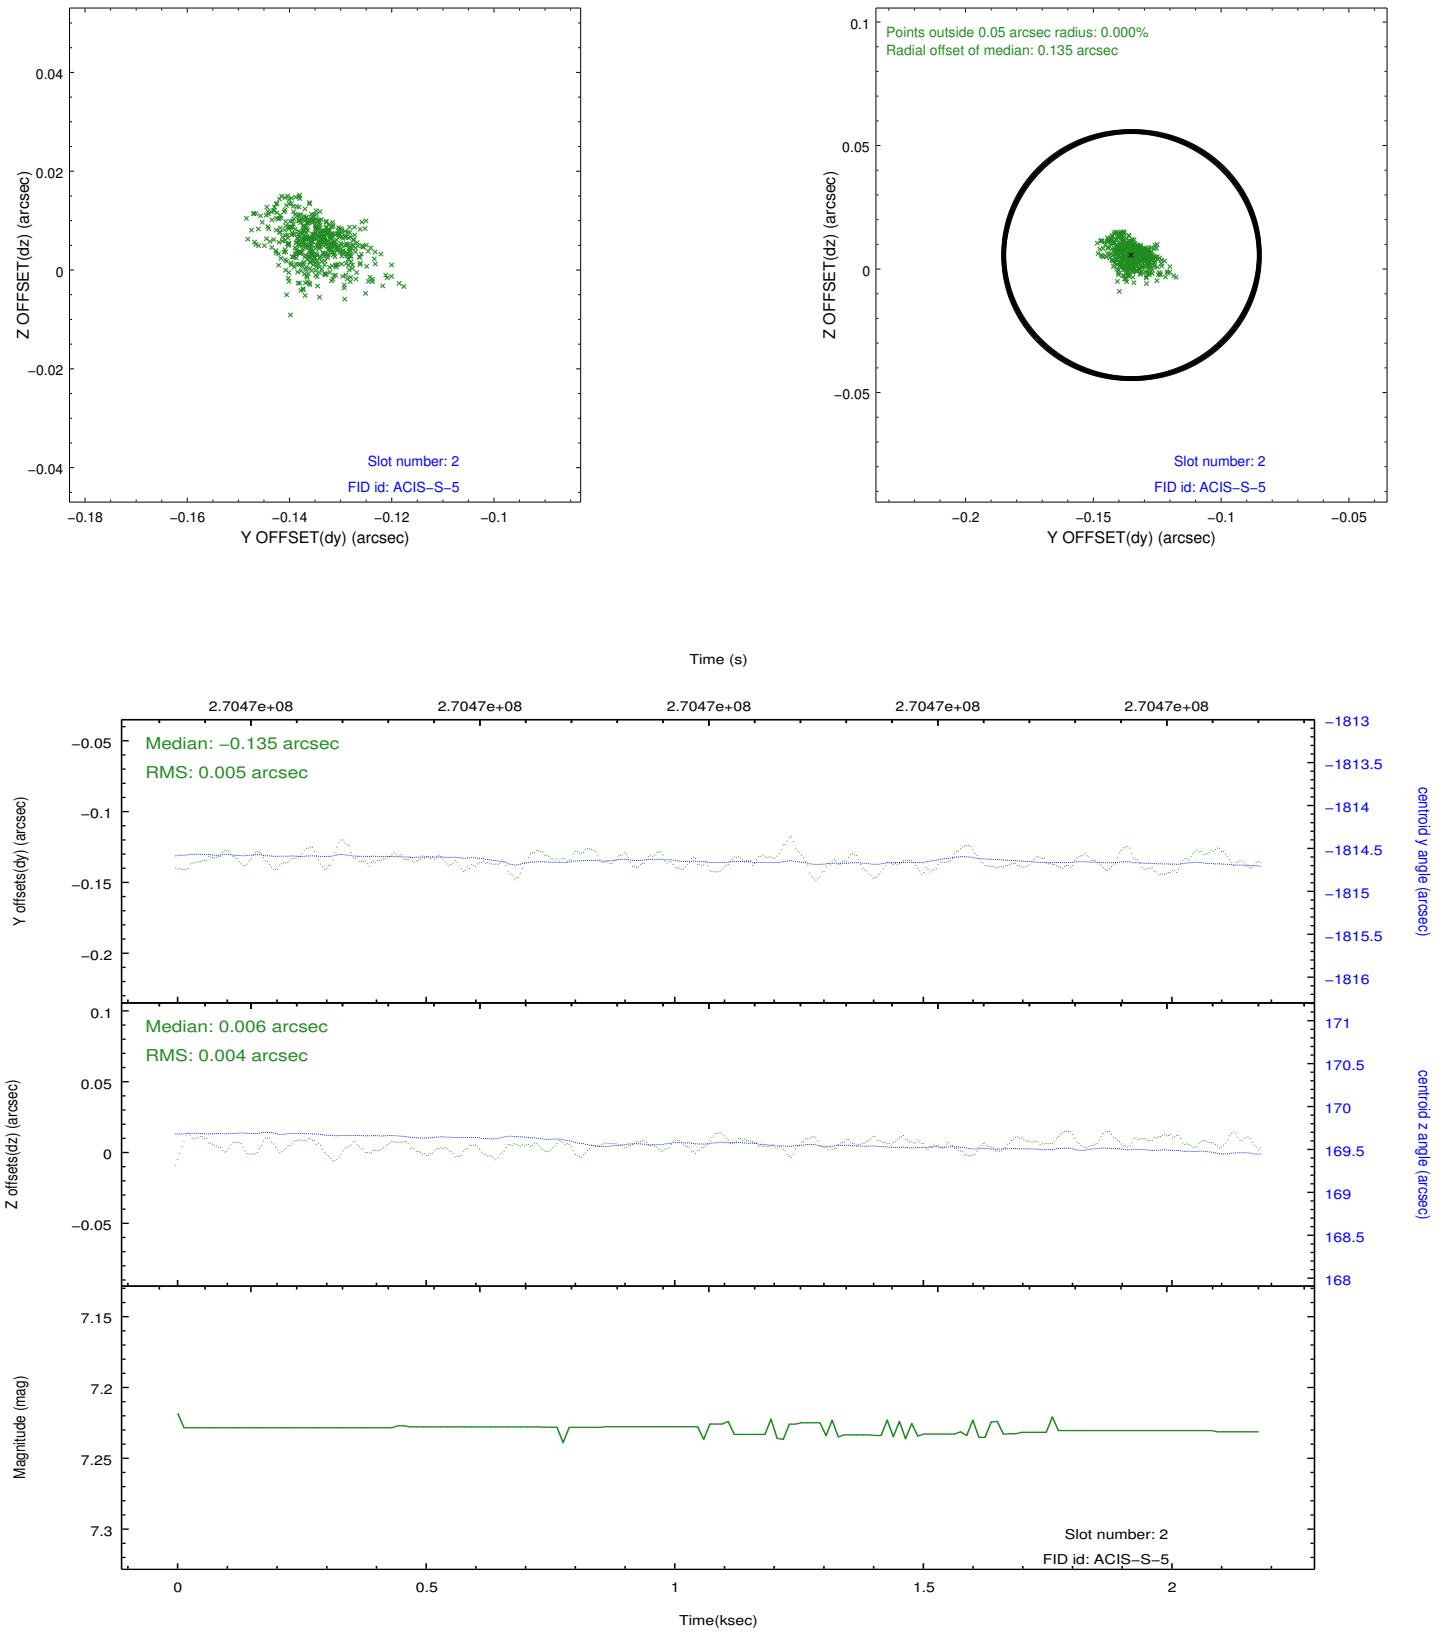 0.04
0.02
0
−0.02
−0.04
Z OFFSET(dz) (arcsec)
Slot number: 2
FID id: ACIS−S−5
−0.18 −0.16 −0.14 −0.12 −0.1
Y OFFSET(dy) (arcsec)
Points outside 0.05 arcsec radius: 0.000%
Radial offset of median: 0.135 arcsec
0.1
0.05
0
−0.05
Z OFFSET(dz) (arcsec)
Slot number: 2
FID id: ACIS−S−5
−0.2 −0.15 −0.1 −0.05
Y OFFSET(dy) (arcsec)
Time (s)
2.7047e+08 2.7047e+08 2.7047e+08 2.7047e+08 2.7047e+08
Median: −0.135 arcsec
RMS: 0.005 arcsec
−0.05
−0.1
−0.15
−0.2
Y offsets(dy) (arcsec)
−1813
−1813.5
−1814
−1814.5
−1815
−1815.5
−1816
centroid y angle (arcsec)
Median: 0.006 arcsec
RMS: 0.004 arcsec
0.1
0.05
0
−0.05
Z offsets(dz) (arcsec)
171
170.5
170
169.5
169
168.5
168
centroid z angle (arcsec)
7.15
7.2
7.25
7.3
Magnitude (mag)
Slot number: 2
FID id: ACIS−S−5
0 0.5 1 1.5 2
Time(ksec)